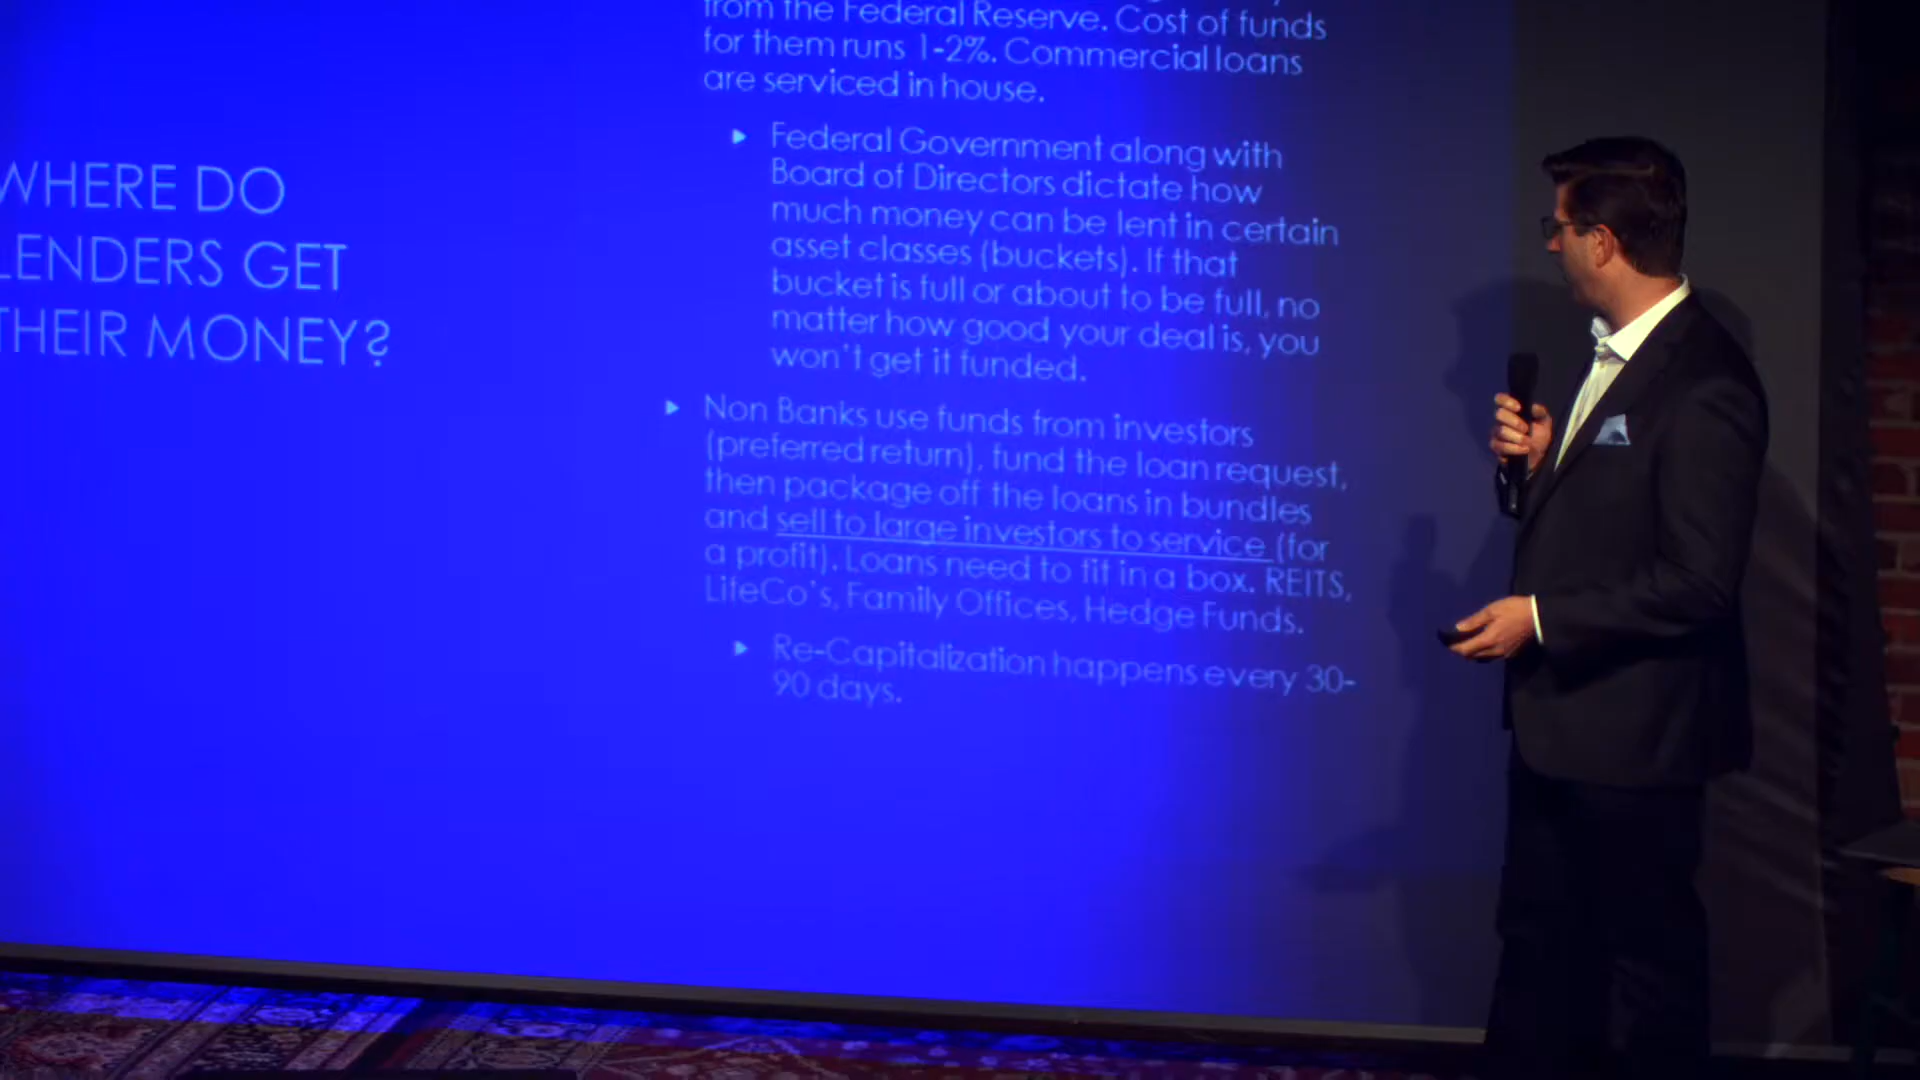 WHERE DO
LENDERS GET
THEIR MONEY?
from the Federal Reserve. Cost of funds
for them runs 1-2%. Commercial loans
are serviced in house.
Federal Government along with
Board of Directors dictate how
much money can be lent in certain
asset classes (buckets). If that
bucket is full or about to be full, no
matter how good your deal is, you
won't get it funded.
Non Banks use funds from investors
(preferred return), fund the loan request,
then package off the loans in bundles
and sell to large investors to service (for
a profit). Loans need to fit in a box. REITS,
LifeCo's, Family Offices, Hedge Funds.
Re-Capitalization happens every 30-
90 days.